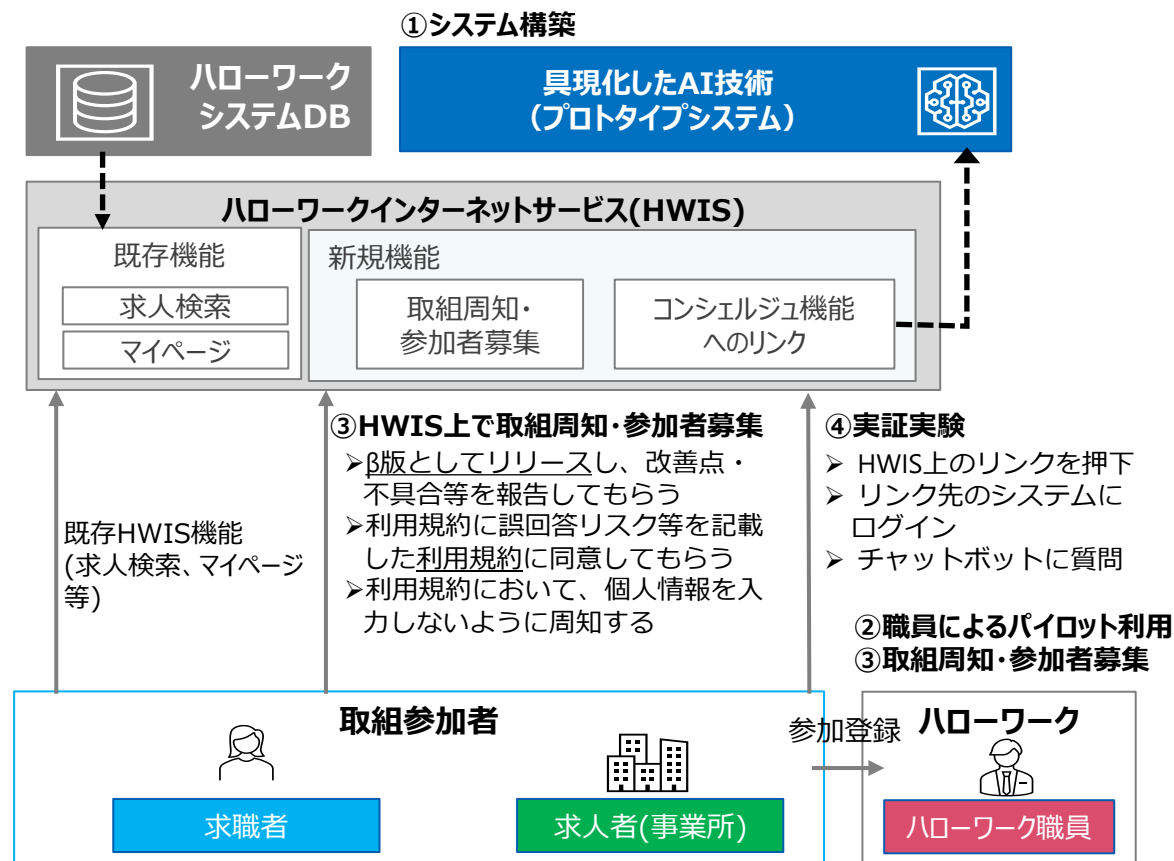 ①システム構築
ハローワーク
システムDB
具現化したAI技術
（プロトタイプシステム）
ハローワークインターネットサービス(HWIS)
既存機能
求人検索
マイページ
新規機能
取組周知・
参加者募集
コンシェルジュ機能
へのリンク
既存HWIS機能
(求人検索、マイページ
等)
③HWIS上で取組周知・参加者募集
➢β版としてリリースし、改善点・
不具合等を報告してもらう
➢利用規約に誤回答リスク等を記載
した利用規約に同意してもらう
➢利用規約において、個人情報を入
力しないように周知する
④実証実験
➢ HWIS上のリンクを押下
➢ リンク先のシステムに
ログイン
➢ チャットボットに質問
②職員によるパイロット利用
③取組周知・参加者募集
取組参加者
求職者
求人者(事業所)
参加登録
ハローワーク
ハローワーク職員